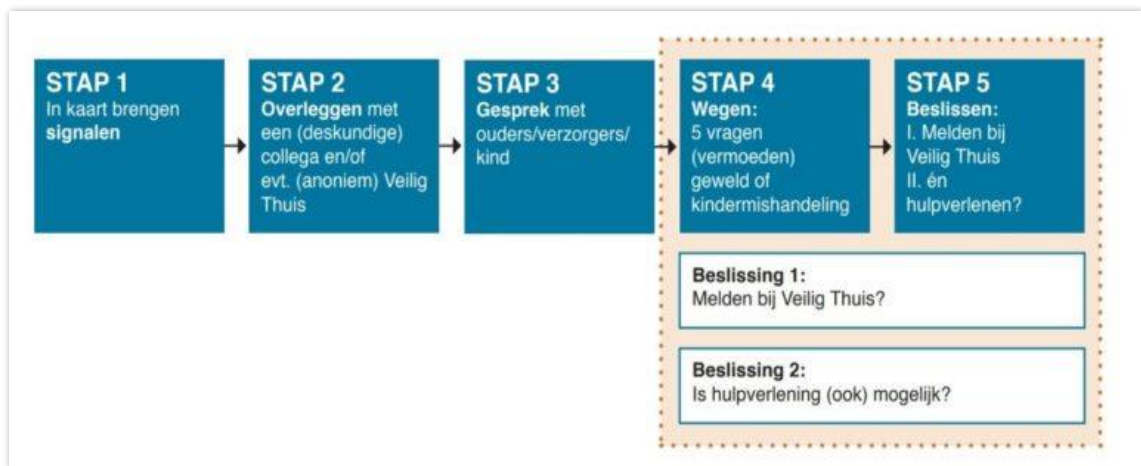 STAP 1
In kaart brengen
signalen
STAP 2
Overleggen met
een (deskundige)
collega en/of
evt. (anoniem) Veilig
Thuis
STAP 3
Gesprek met
ouders/verzorgers/
kind
STAP 4
Wegen:
5 vragen
(vermoeden)
geweld of
kindermishandeling
STAP 5
Beslissen:
I. Melden bij
Veilig Thuis
II. én
hulpverlenen?
Beslissing 1:
Melden bij Veilig Thuis?
Beslissing 2:
Is hulpverlening (ook) mogelijk?